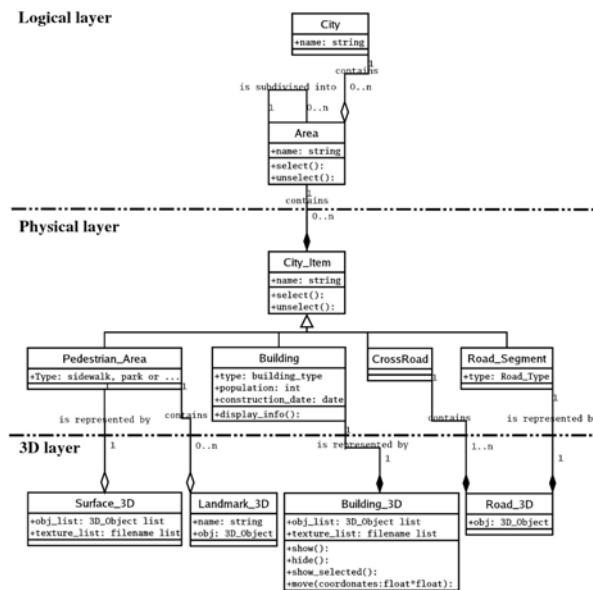 Logical layer
City
+name: string
1
contains
is subdivised into
0..n
1
0..n
Area
+name: string
+select():
+unselect():
1
contains
0..n
Physical layer
City_Item
+name: string
+select():
+unselect():
Pedestrian_Area
+Type: sidewalk, park or ...
Building
+type: building_type
+population: int
+construction_date: date
+display_info():
CrossRoad
Road_Segment
+type: Road_Type
1
1
1
1
1
is represented by
contains
is represented by
contains
is represented by
1
0..n
1
1..n
1
3D layer
Surface_3D
+obj_list: 3D_Object list
+texture_list: filename list
Landmark_3D
+name: string
+obj: 3D_Object
Building_3D
+obj_list: 3D_Object list
+texture_list: filename list
+show():
+hide():
+show_selected():
+move(coordonates:float*float):
Road_3D
+obj: 3D_Object